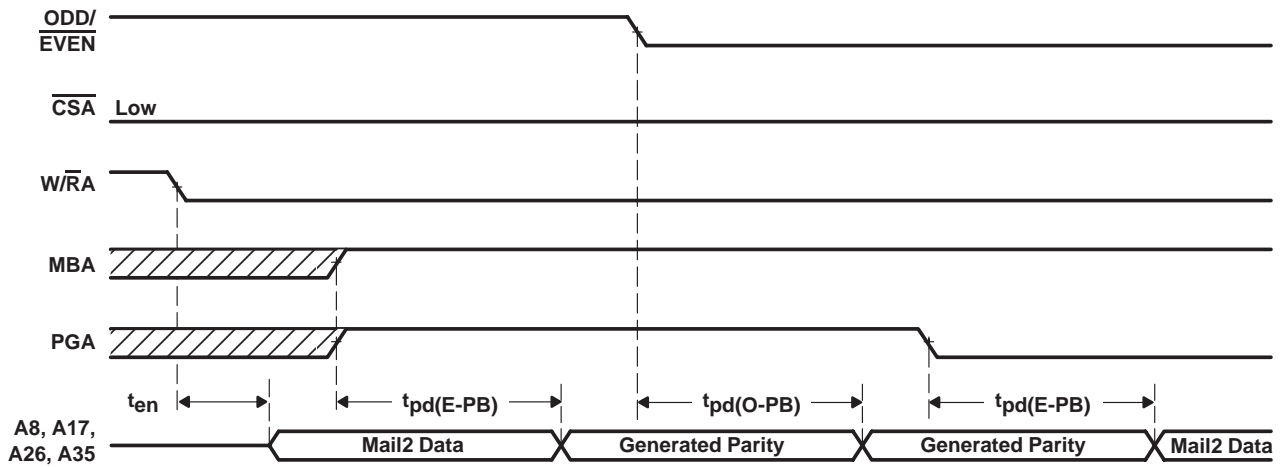 ODD/
EVEN
CSA Low
W/RA
MBA
PGA
ten tpd(E-PB) tpd(O-PB) tpd(E-PB)
A8, A17,
A26, A35
Mail2 Data Generated Parity Generated Parity Mail2 Data